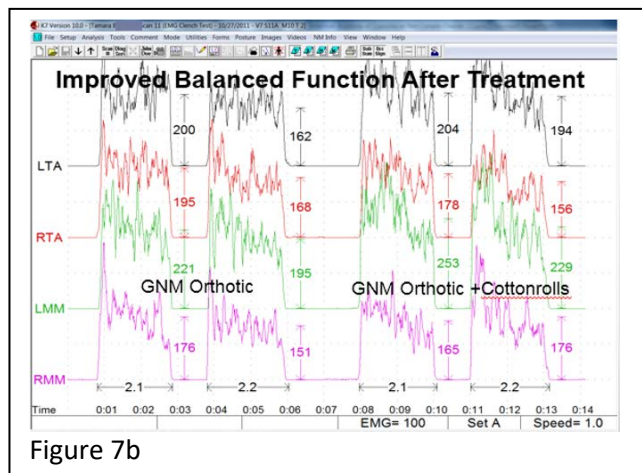 K7 Version 10.0 - [Tamara can 11 (EMG Clench Test) - 10/27/2011 - V7 S11A M10 T 2]
File Setup Analysis Tools Comment Mode Utilities Forms Posture Images Videos NM Info View Window Help
Improved Balanced Function After Treatment
LTA 200 162 204 194
RTA 195 168 178 156
LMM 221 195 253 229
GNM Orthotic GNM Orthotic +Cottonrolls
RMM 176 151 165 176
2.1 2.2 2.1 2.2
Time 0:01 0:02 0:03 0:04 0:06 0:07 0:08 0:09 0:10 0:11 0:12 0:13 0:14
EMG= 100 Set A Speed= 1.0
Figure 7b